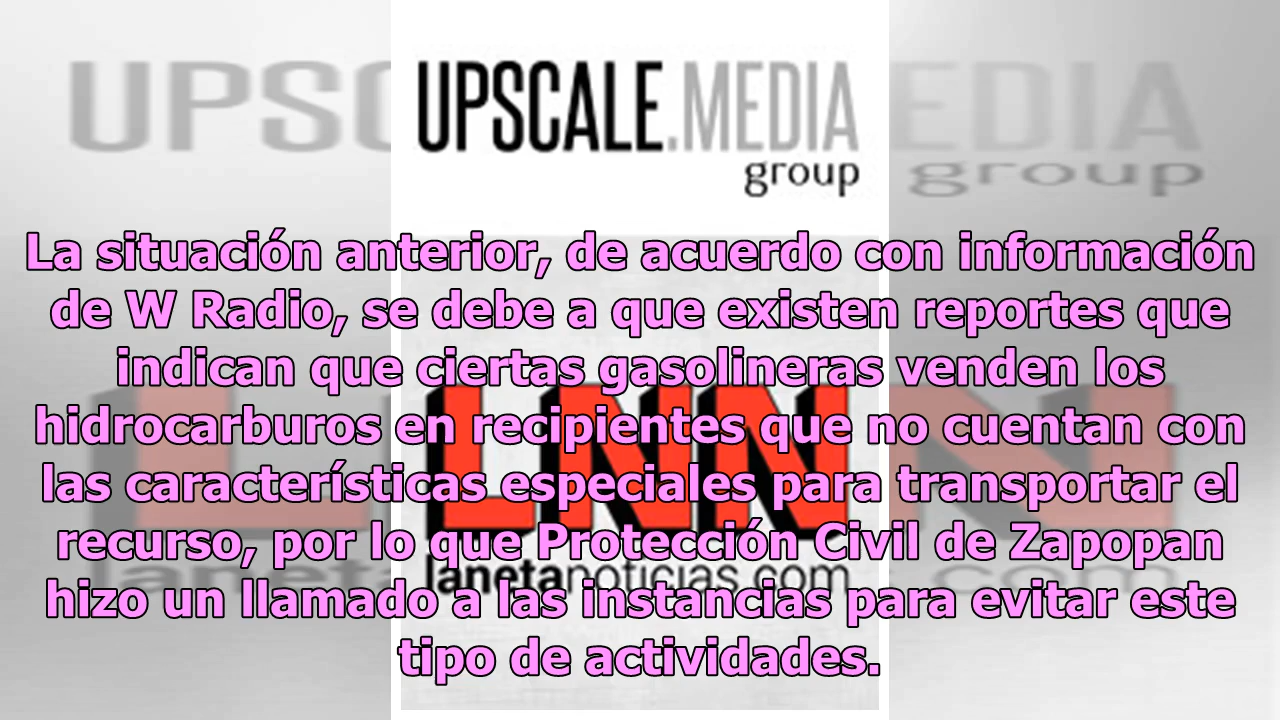 UPSCALE.MEDIA
group
La situación anterior, de acuerdo con información
de W Radio, se debe a que existen reportes que
indican que ciertas gasolineras venden los
hidrocarburos en recipientes que no cuentan con
las características especiales para transportar el
recurso, por lo que Protección Civil de Zapopan
hizo un llamado a las instancias para evitar este
tipo de actividades.
LNN
lanetanoticias.com